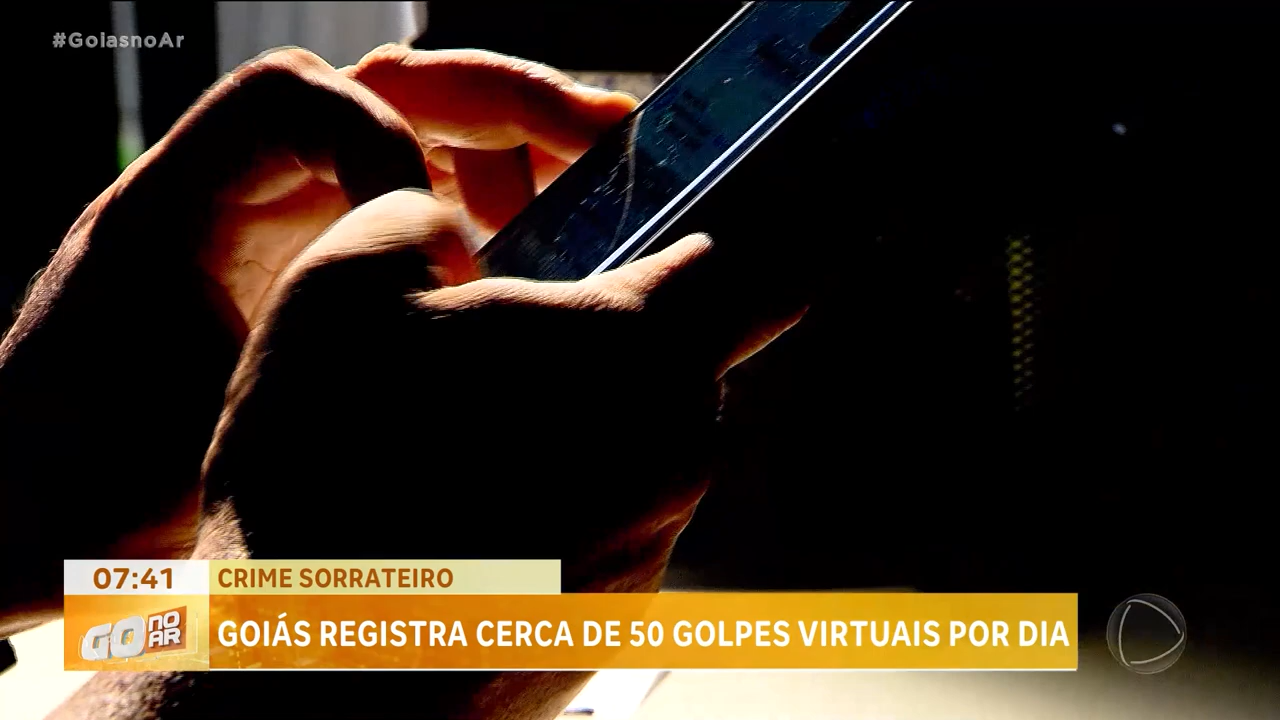 #GoiasnoAr
07:41
CRIME SORRATEIRO
GO NO AR
GOIÁS REGISTRA CERCA DE 50 GOLPES VIRTUAIS POR DIA